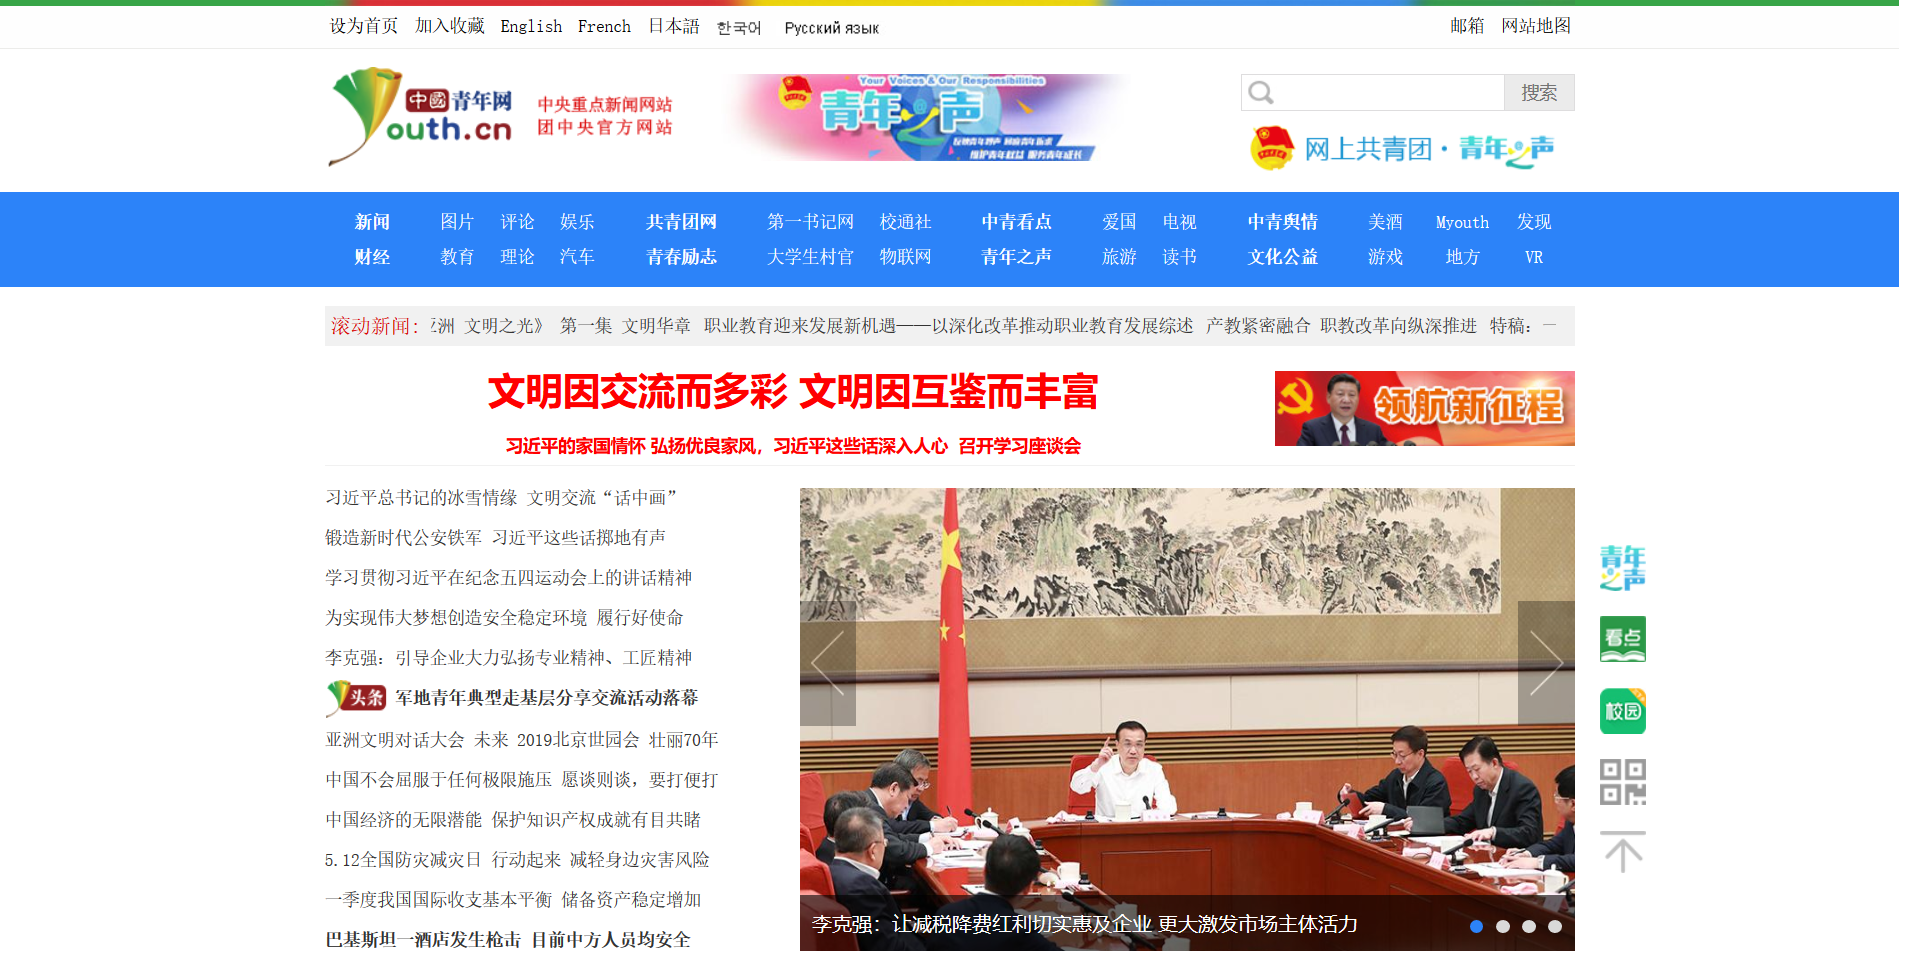 设为首页 加入收藏 English French 日本語 한국어 Русский язык 邮箱 网站地图
中國青年网
outh.cn
中央重点新闻网站
团中央官方网站
Your Voices & Our Responsibilities
青年之声
维护青年权益 服务青年成长
搜索
网上共青团·青年之声
新闻 图片 评论 娱乐 共青团网 第一书记网 校通社 中青看点 爱国 电视 中青舆情 美酒 Myouth 发现
财经 教育 理论 汽车 青春励志 大学生村官 物联网 青年之声 旅游 读书 文化公益 游戏 地方 VR
滚动新闻：洲 文明之光》 第一集 文明华章 职业教育迎来发展新机遇——以深化改革推动职业教育发展综述 产教紧密融合 职教改革向纵深推进 特稿：
文明因交流而多彩 文明因互鉴而丰富
领航新征程
习近平的家国情怀 弘扬优良家风，习近平这些话深入人心 召开学习座谈会
习近平总书记的冰雪情缘 文明交流“话中画”
锻造新时代公安铁军 习近平这些话掷地有声
学习贯彻习近平在纪念五四运动会上的讲话精神
为实现伟大梦想创造安全稳定环境 履行好使命
李克强：引导企业大力弘扬专业精神、工匠精神
头条 军地青年典型走基层分享交流活动落幕
亚洲文明对话大会 未来 2019北京世园会 壮丽70年
中国不会屈服于任何极限施压 愿谈则谈，要打便打
中国经济的无限潜能 保护知识产权成就有目共睹
5.12全国防灾减灾日 行动起来 减轻身边灾害风险
一季度我国国际收支基本平衡 储备资产稳定增加
巴基斯坦一酒店发生枪击 目前中方人员均安全
李克强：让减税降费红利切实惠及企业 更大激发市场主体活力
青年之声
看点
校园